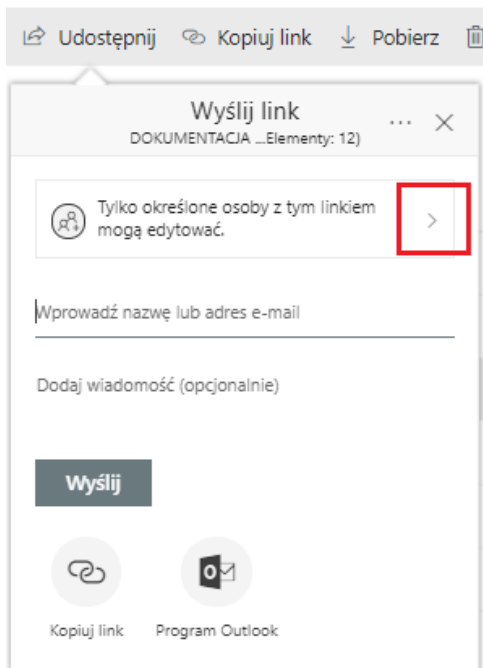 Udostępnij Kopiuj link Pobierz
Wyślij link
DOKUMENTACJA ...Elementy: 12)
Tylko określone osoby z tym linkiem
mogą edytować.
Wprowadź nazwę lub adres e-mail
Dodaj wiadomość (opcjonalnie)
Wyślij
Kopiuj link Program Outlook